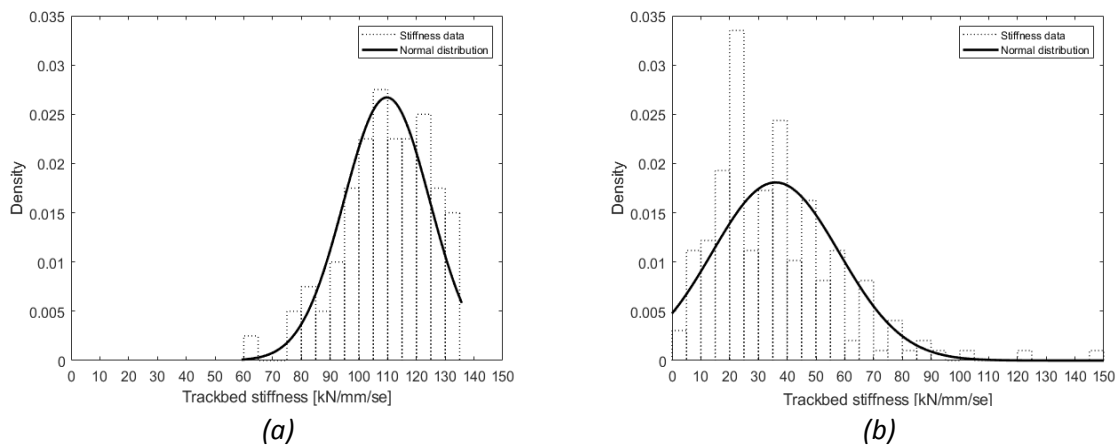 0.035
0.03
0.025
0.02
0.015
0.01
0.005
0
Density
Stiffness data
Normal distribution
0 10 20 30 40 50 60 70 80 90 100 110 120 130 140 150
Trackbed stiffness [kN/mm/se]
(a)
0.035
0.03
0.025
0.02
0.015
0.01
0.005
0
Density
Stiffness data
Normal distribution
0 10 20 30 40 50 60 70 80 90 100 110 120 130 140 150
Trackbed stiffness [kN/mm/se]
(b)